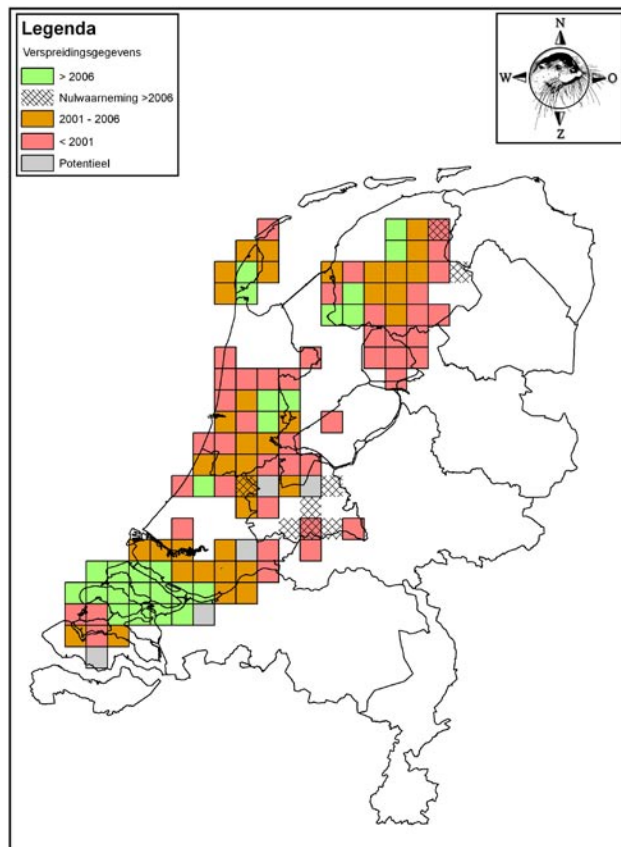 Legenda
Verspreidingsgegevens
> 2006
Nulwaarneming >2006
2001 - 2006
< 2001
Potentieel
N
W
O
Z